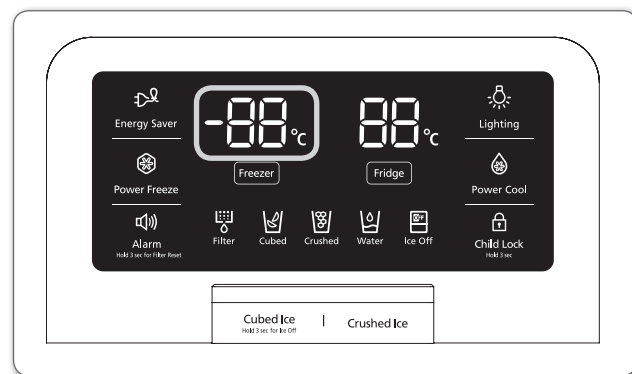 Energy Saver
-88°C
88°C
Lighting
Freezer
Fridge
Power Freeze
Power Cool
Alarm
Hold 3 sec for Filter Reset
Filter
Cubed
Crushed
Water
Ice Off
Child Lock
Hold 3 sec
Cubed Ice
Hold 3 sec for Ice Off
|
Crushed Ice